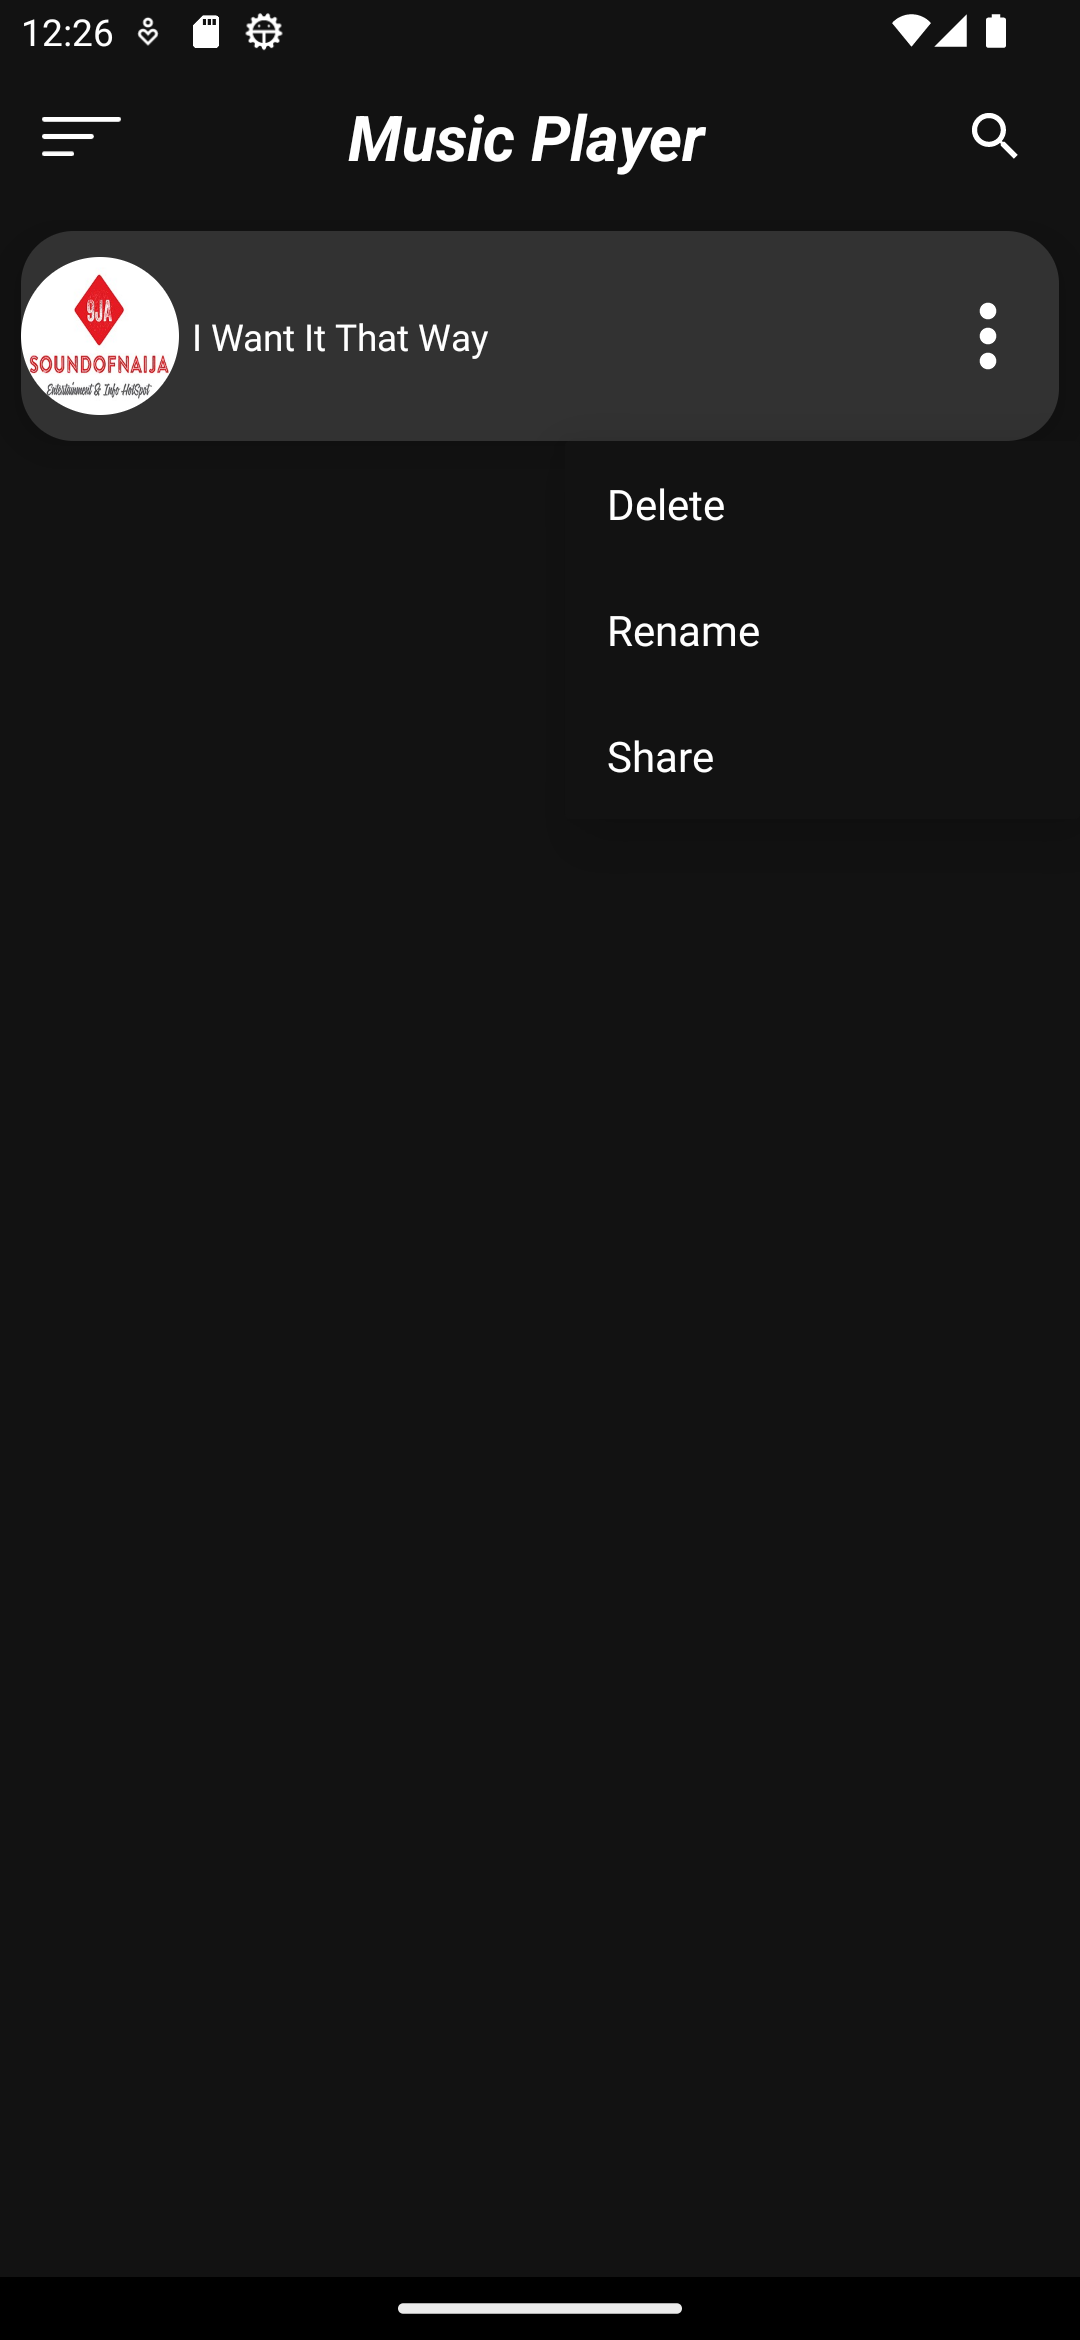 12:26
Music Player
9JA
SOUNDOFNAIJA
Entertainment & Info HotSpot
I Want It That Way
Delete
Rename
Share